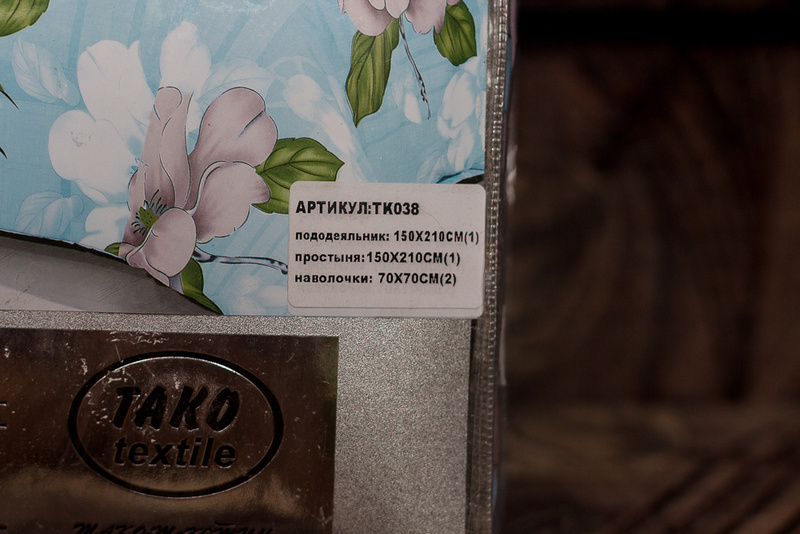 АРТИКУЛ:ТК038
пододеяльник: 150Х210СМ(1)
простыня:150Х210СМ(1)
наволочки: 70Х70СМ(2)
TAKO
textile